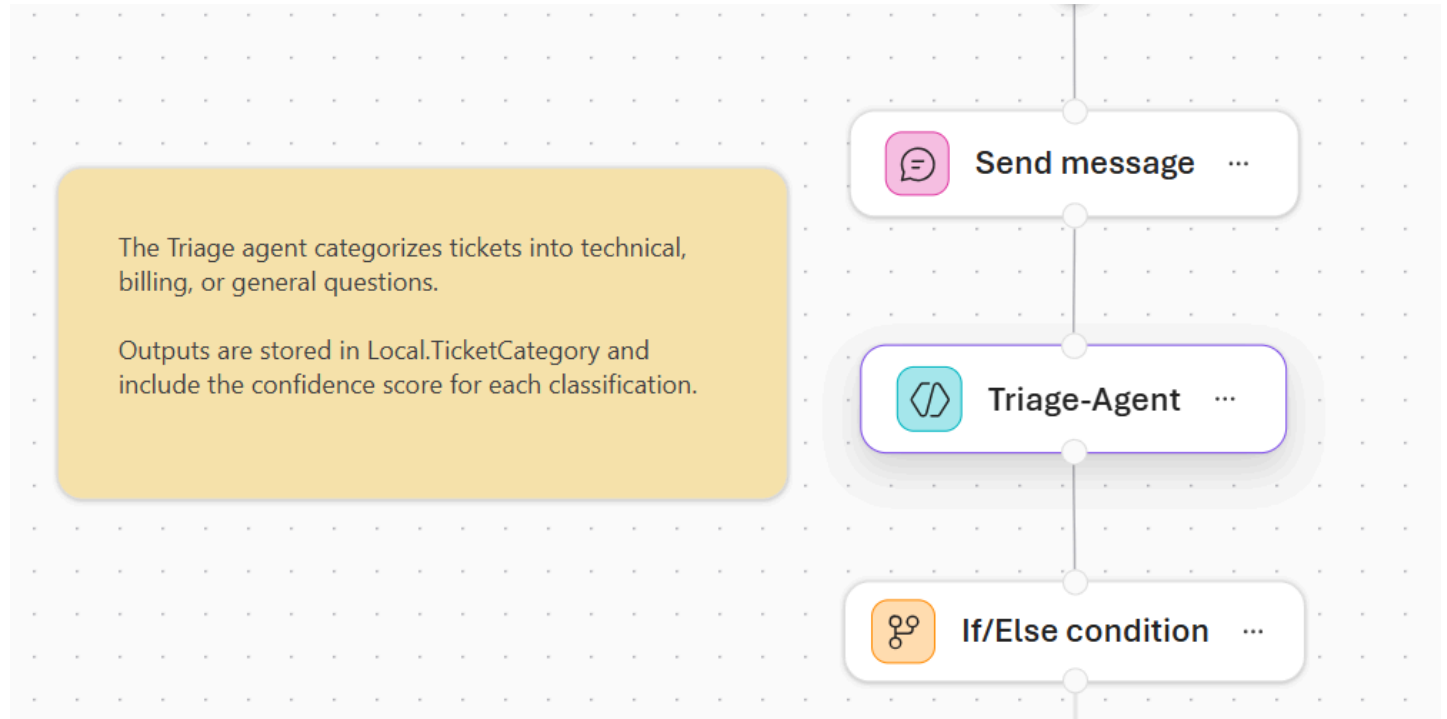 The Triage agent categorizes tickets into technical,
billing, or general questions.
Outputs are stored in Local.TicketCategory and
include the confidence score for each classification.
Send message
Triage-Agent
If/Else condition